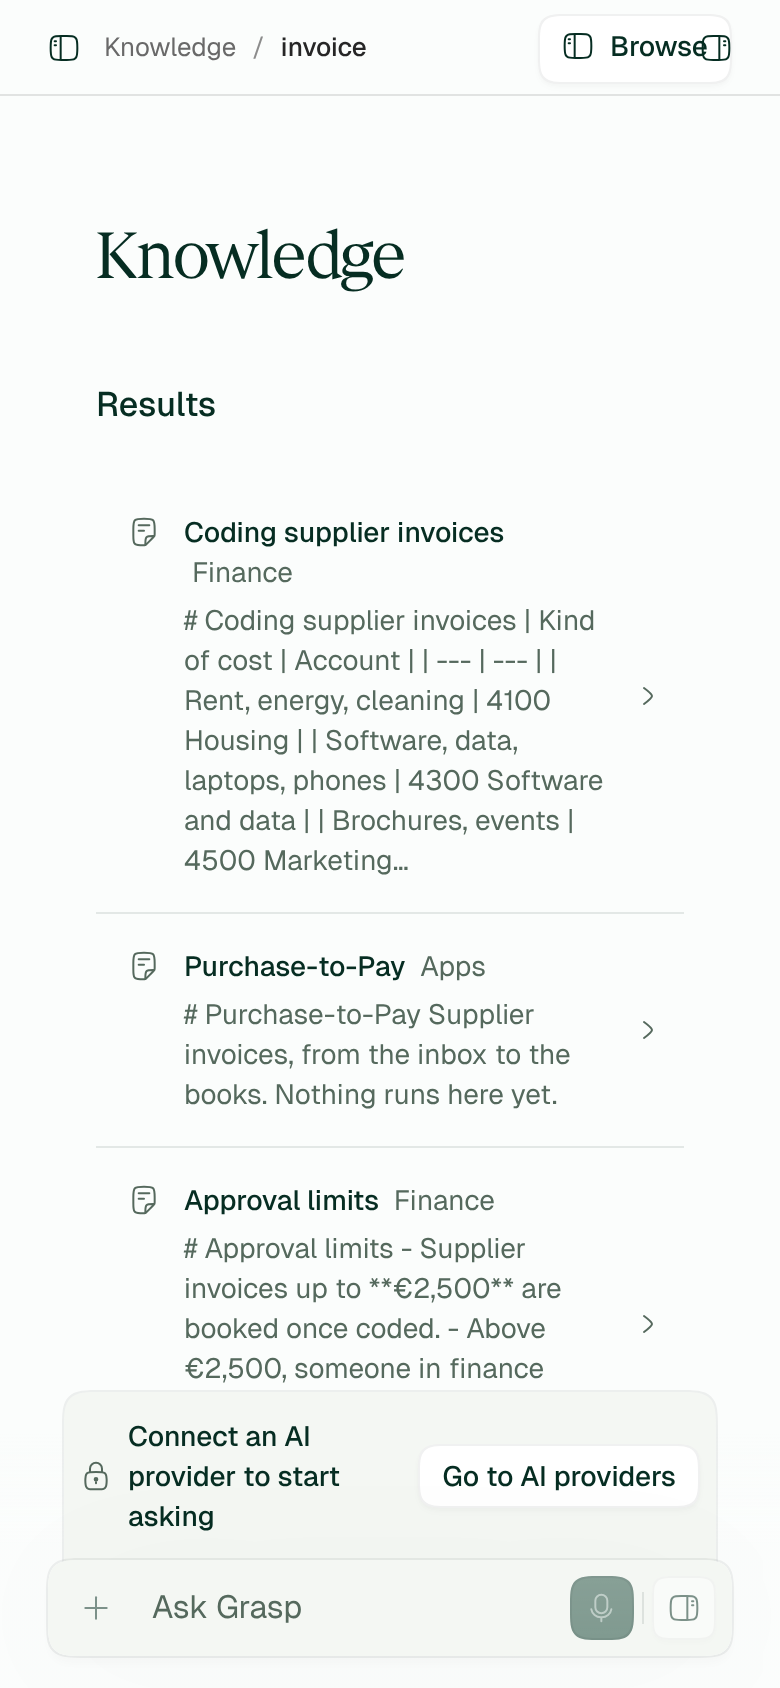 Knowledge / invoice
Browse
Knowledge
Results
Coding supplier invoices
Finance
# Coding supplier invoices | Kind
of cost | Account | | --- | --- | |
Rent, energy, cleaning | 4100
Housing | | Software, data,
laptops, phones | 4300 Software
and data | | Brochures, events |
4500 Marketing…
Purchase-to-Pay Apps
# Purchase-to-Pay Supplier
invoices, from the inbox to the
books. Nothing runs here yet.
Approval limits Finance
# Approval limits - Supplier
invoices up to **€2,500** are
booked once coded. - Above
€2,500, someone in finance
Connect an AI
provider to start
asking
Go to AI providers
Ask Grasp